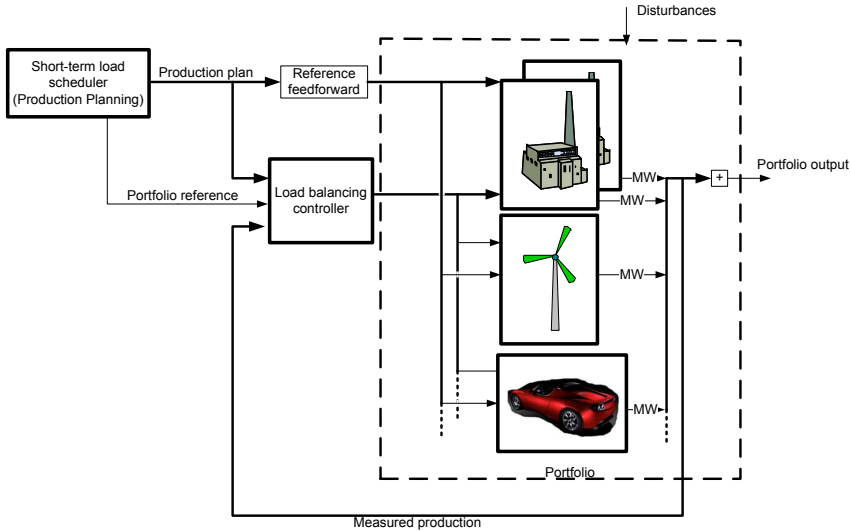 Disturbances
Short-term load
scheduler
(Production Planning)
Production plan
Reference
feedforward
Portfolio reference
Load balancing
controller
MW
MW
+
Portfolio output
MW
MW
Portfolio
Measured production